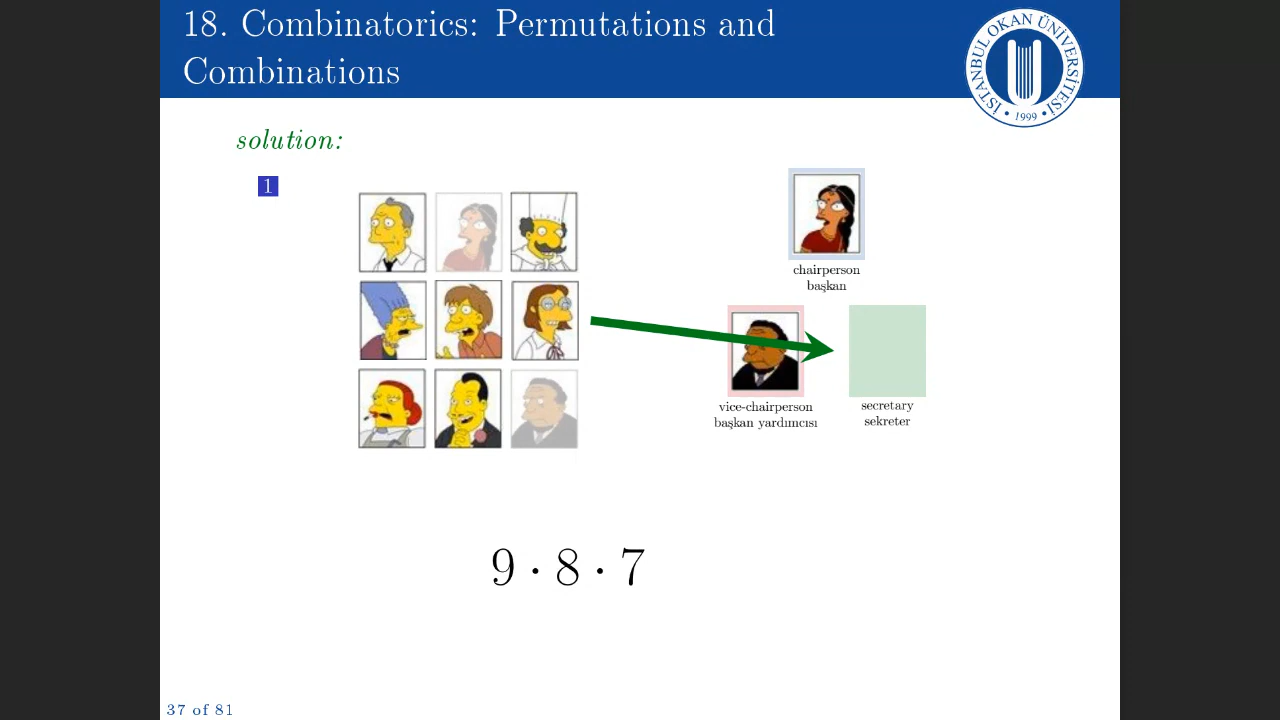 18. Combinatorics: Permutations and
Combinations
İSTANBUL OKAN ÜNİVERSİTESİ
• 1999 •
solution:
1
chairperson
başkan
vice-chairperson
başkan yardımcısı
secretary
sekreter
9 · 8 · 7
37 of 81